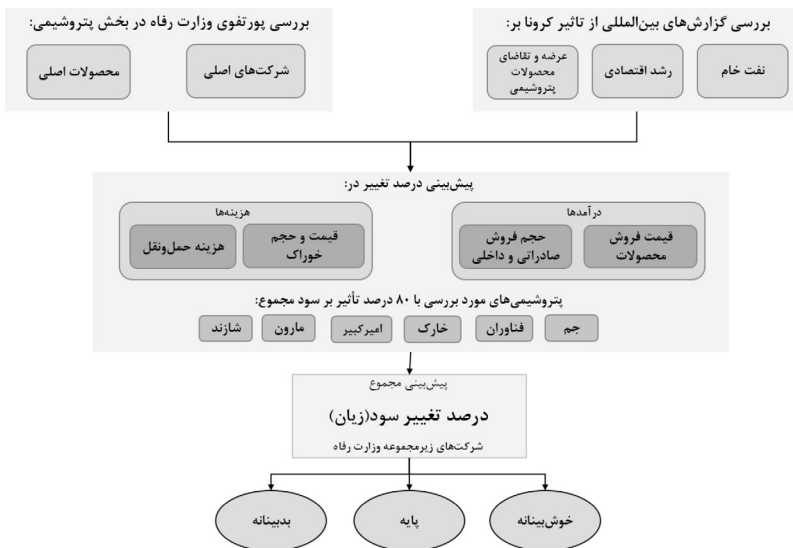 بررسی گزارش‌های بین‌المللی از تاثیر کرونا بر:
نفت خام
رشد اقتصادی
عرضه و تقاضای
محصولات
پتروشیمی
بررسی پورتفوی وزارت رفاه در بخش پتروشیمی:
شرکت‌های اصلی
محصولات اصلی
پیش‌بینی درصد تغییر در:
درآمدها
قیمت فروش
محصولات
حجم فروش
صادراتی و داخلی
هزینه‌ها
قیمت و حجم
خوراک
هزینه حمل‌ونقل
پتروشیمی‌های مورد بررسی با ۸۰ درصد تأثیر بر سود مجموع:
جم
فناوران
خارک
امیرکبیر
مارون
شازند
پیش‌بینی مجموع
درصد تغییر سود(زیان)
شرکت‌های زیرمجموعه وزارت رفاه
خوش‌بینانه
پایه
بدبینانه